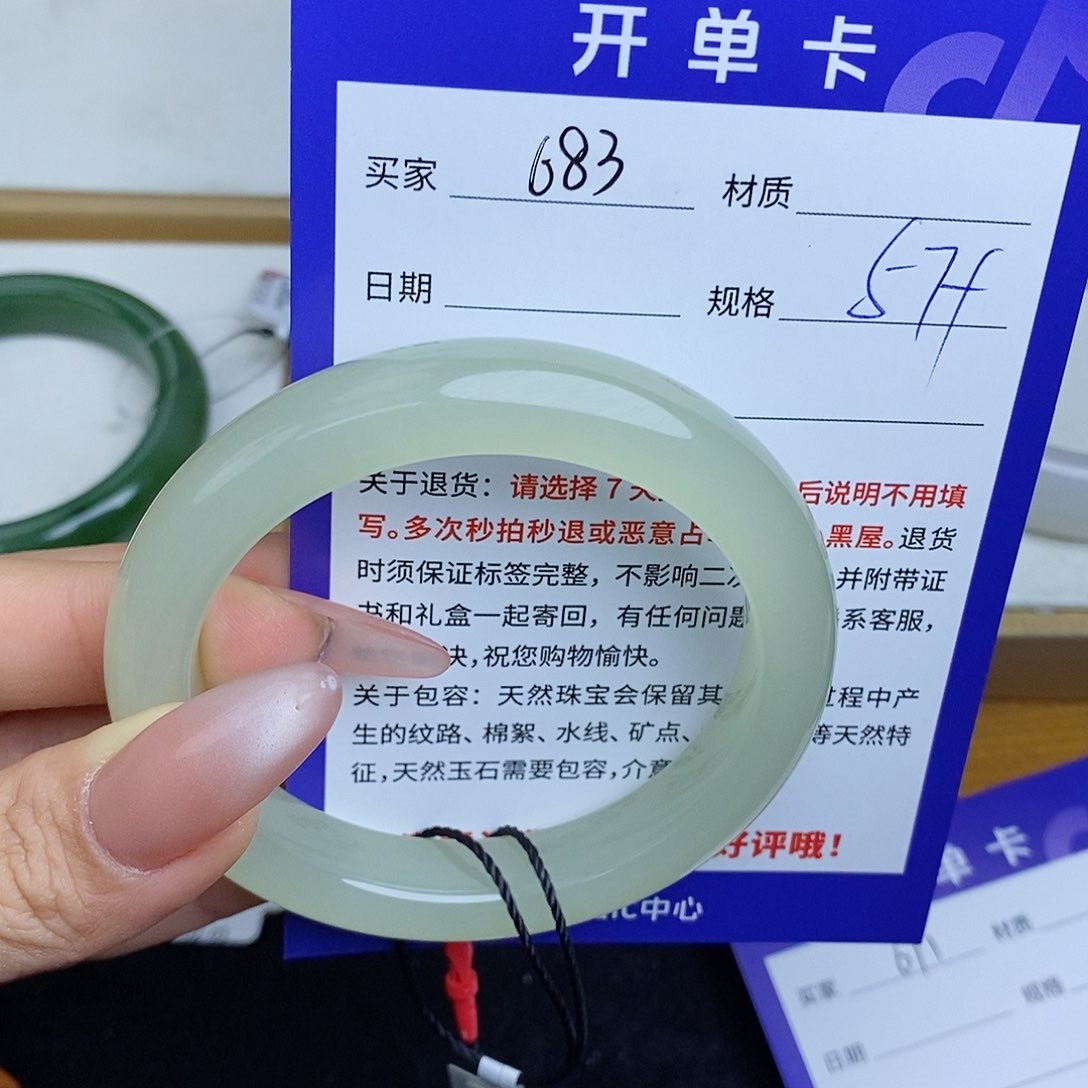 开单卡
买家 683 材质
日期 规格 57
关于退货：请选择7天 后说明不用填
写。多次秒拍秒退或恶意占 黑屋。退货
时须保证标签完整，不影响二次 并附带证
书和礼盒一起寄回，有任何问题 系客服，
决，祝您购物愉快。
关于包容：天然珠宝会保留其 过程中产
生的纹路、棉絮、水线、矿点、 等天然特
征，天然玉石需要包容，介意
好评哦！
中心
单卡
买家 材质
日期 规格